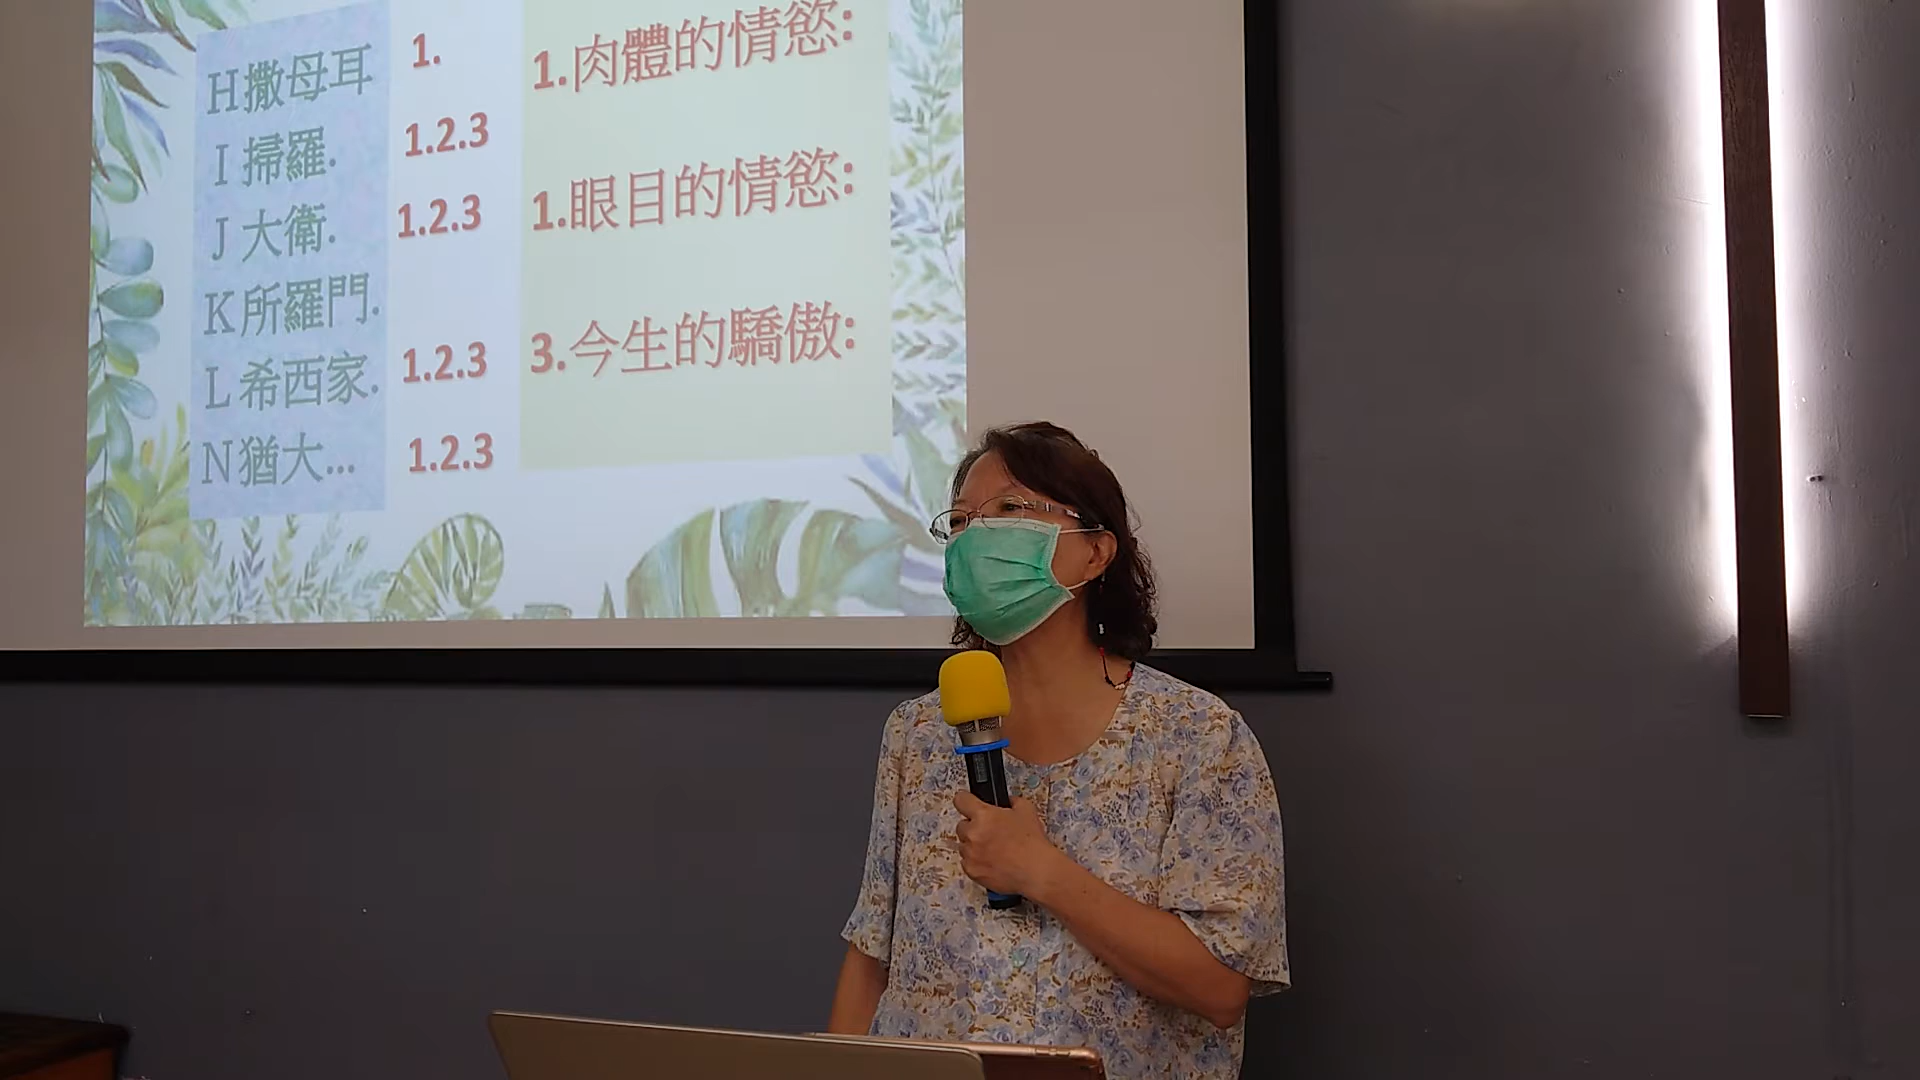 H撒母耳
I 掃羅.
J 大衛.
K所羅門.
L 希西家.
N猶大...
1.
1.2.3
1.2.3
1.2.3
1.2.3
1.肉體的情慾:
1.眼目的情慾:
3.今生的驕傲: